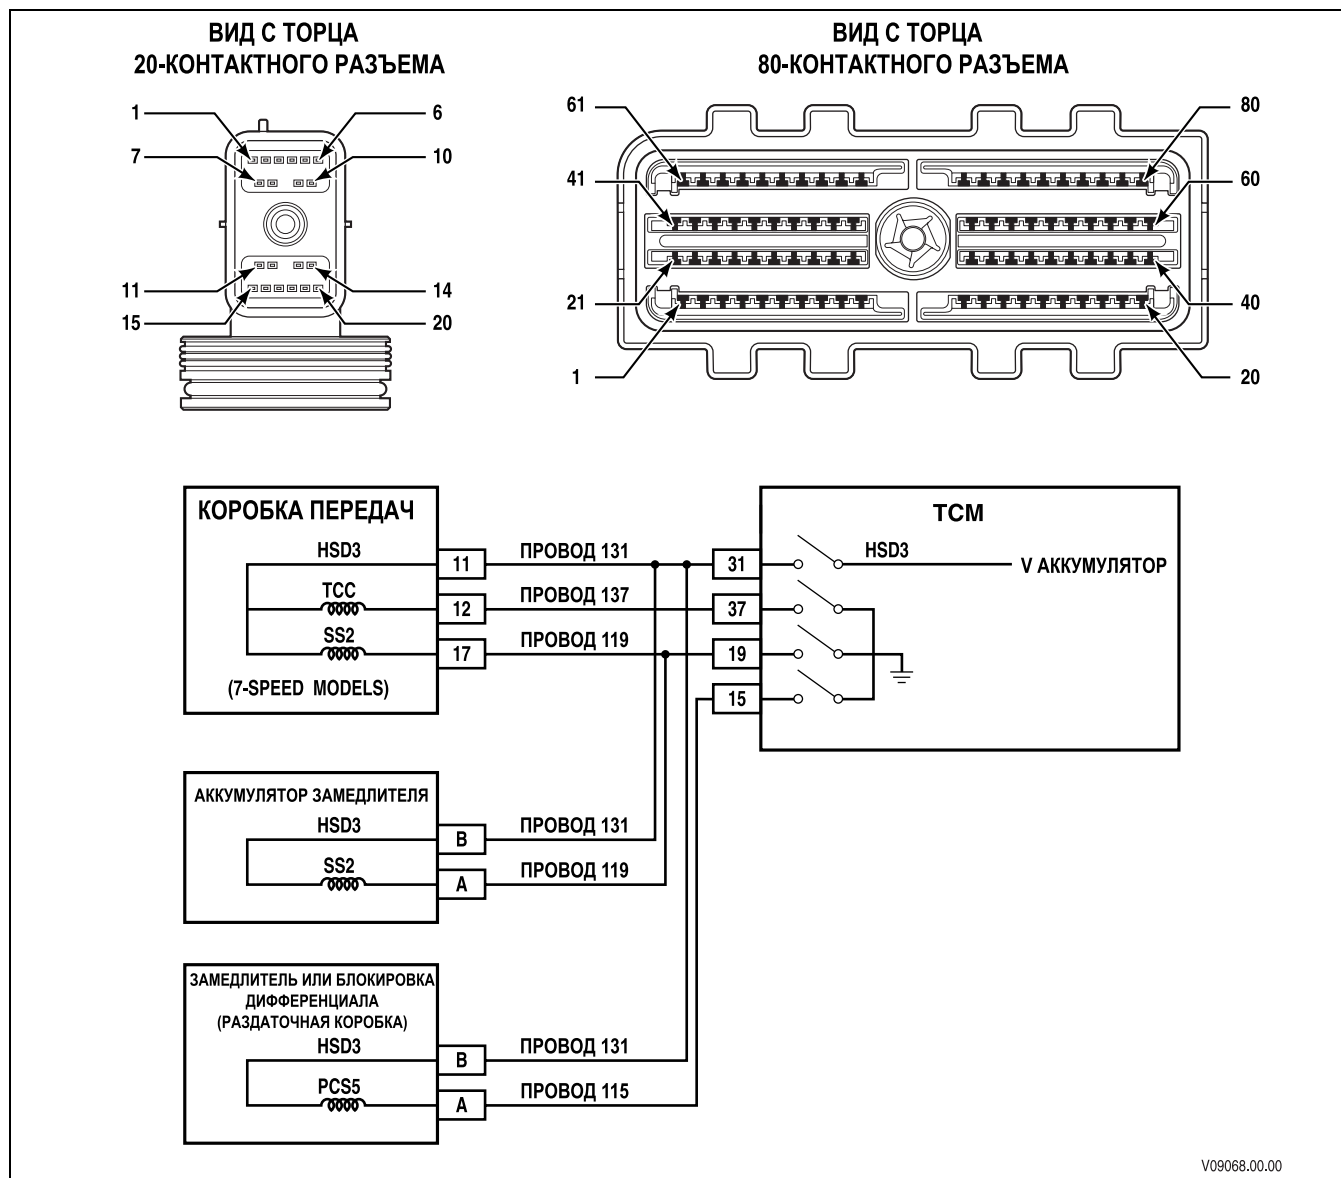 ВИД С ТОРЦА
20-КОНТАКТНОГО РАЗЪЕМА
1
6
7
10
11
14
15
20
ВИД С ТОРЦА
80-КОНТАКТНОГО РАЗЪЕМА
61
80
41
60
21
40
1
20
КОРОБКА ПЕРЕДАЧ
HSD3
11
ПРОВОД 131
TCC
12
ПРОВОД 137
SS2
17
ПРОВОД 119
(7-SPEED MODELS)
TCM
31
HSD3
V АККУМУЛЯТОР
37
19
15
АККУМУЛЯТОР ЗАМЕДЛИТЕЛЯ
HSD3
B
ПРОВОД 131
SS2
A
ПРОВОД 119
ЗАМЕДЛИТЕЛЬ ИЛИ БЛОКИРОВКА
ДИФФЕРЕНЦИАЛА
(РАЗДАТОЧНАЯ КОРОБКА)
HSD3
B
ПРОВОД 131
PCS5
A
ПРОВОД 115
V09068.00.00